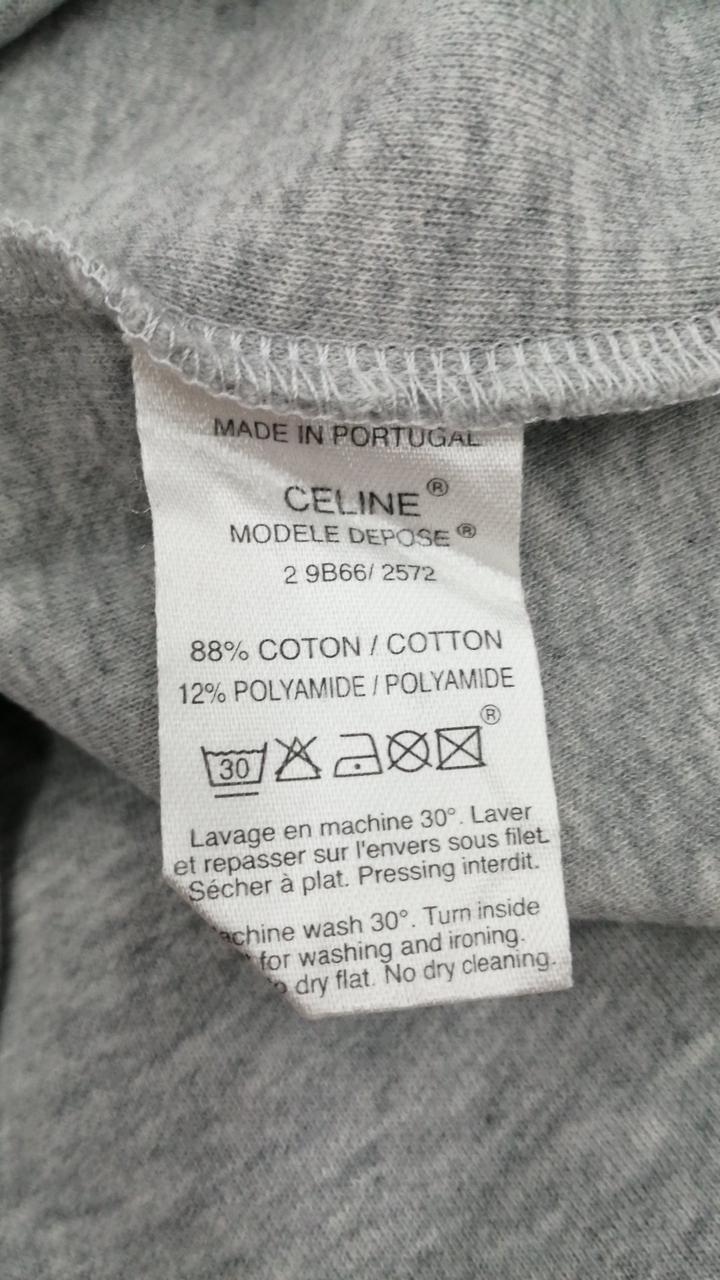 MADE IN PORTUGAL
CELINE®
MODELE DEPOSE®
2 9B66/ 2572
88% COTON / COTTON
12% POLYAMIDE / POLYAMIDE
®
30
Lavage en machine 30°. Laver
et repasser sur l'envers sous filet.
Sécher à plat. Pressing interdit.
wash 30°. Turn inside
for washing and ironing.
dry flat. No dry cleaning.